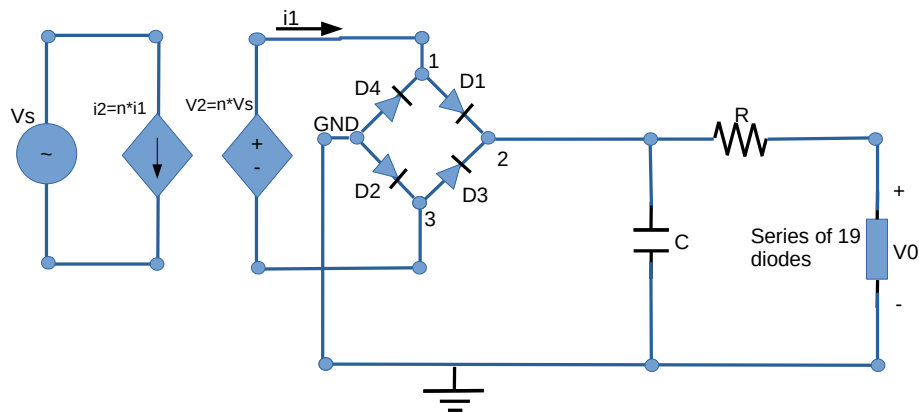 i1
1
D4
D1
i2=n*i1
V2=n*Vs
Vs
GND
R
~
+
-
2
D2
D3
3
C
+
Series of 19
diodes
V0
-